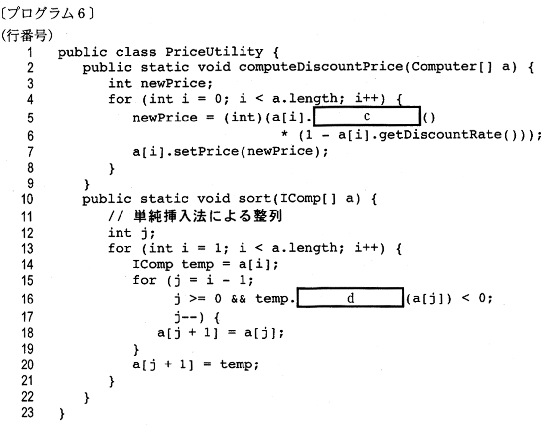 〔プログラム6〕
(行番号)
1 public class PriceUtility {
2 public static void computeDiscountPrice(Computer[] a) {
3 int newPrice;
4 for (int i = 0; i < a.length; i++) {
5 newPrice = (int)(a[i]. c ()
6 * (1 - a[i].getDiscountRate()));
7 a[i].setPrice(newPrice);
8 }
9 }
10 public static void sort(IComp[] a) {
11 // 単純挿入法による整列
12 int j;
13 for (int i = 1; i < a.length; i++) {
14 IComp temp = a[i];
15 for (j = i - 1;
16 j >= 0 && temp. d (a[j]) < 0;
17 j--) {
18 a[j + 1] = a[j];
19 }
20 a[j + 1] = temp;
21 }
22 }
23 }